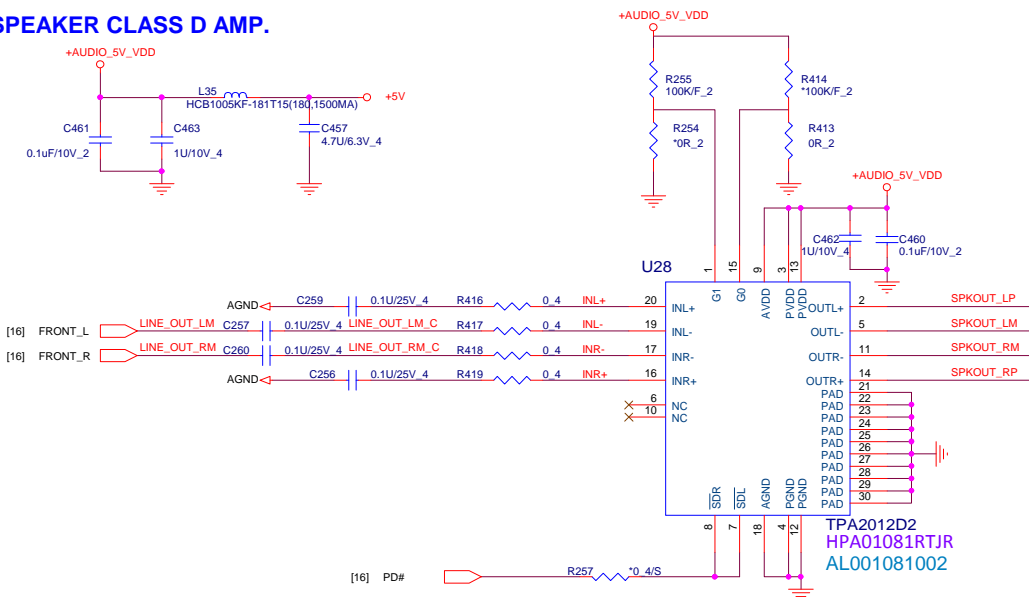 SPEAKER CLASS D AMP.
+AUDIO_5V_VDD
L35
HCB1005KF-181T15(180,1500MA)
+5V
C461
0.1uF/10V_2
C463
1U/10V_4
C457
4.7U/6.3V_4
+AUDIO_5V_VDD
R255
100K/F_2
R414
*100K/F_2
R254
*0R_2
R413
0R_2
+AUDIO_5V_VDD
C462
1U/10V_4
C460
0.1uF/10V_2
U28
1
15
9
3
13
G1
G0
AVDD
PVDD
PVDD
AGND
C259
0.1U/25V_4
R416
0_4
INL+
20
INL+
[16]
FRONT_L
LINE_OUT_LM
C257
0.1U/25V_4
LINE_OUT_LM_C
R417
0_4
INL-
19
INL-
[16]
FRONT_R
LINE_OUT_RM
C260
0.1U/25V_4
LINE_OUT_RM_C
R418
0_4
INR-
17
INR-
AGND
C256
0.1U/25V_4
R419
0_4
INR+
16
INR+
6
NC
10
NC
OUTL+
2
SPKOUT_LP
OUTL-
5
SPKOUT_LM
OUTR-
11
SPKOUT_RM
OUTR+
14
SPKOUT_RP
PAD
21
PAD
22
PAD
23
PAD
24
PAD
25
PAD
26
PAD
27
PAD
28
PAD
29
PAD
30
SDR
SDL
AGND
PGND
PGND
8
7
18
4
12
TPA2012D2
HPA01081RTJR
AL001081002
[16]
PD#
R257
*0_4/S